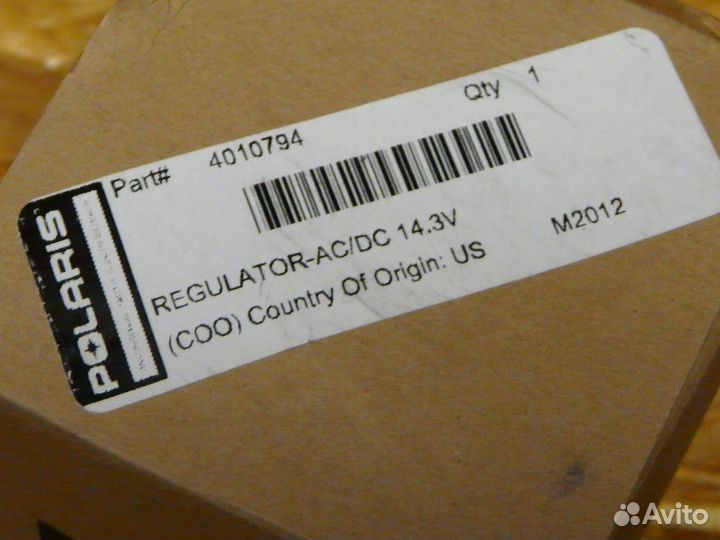 Part# 4010794 Qty 1
REGULATOR-AC/DC 14.3V
(COO) Country Of Origin: US M2012
POLARIS
Avito